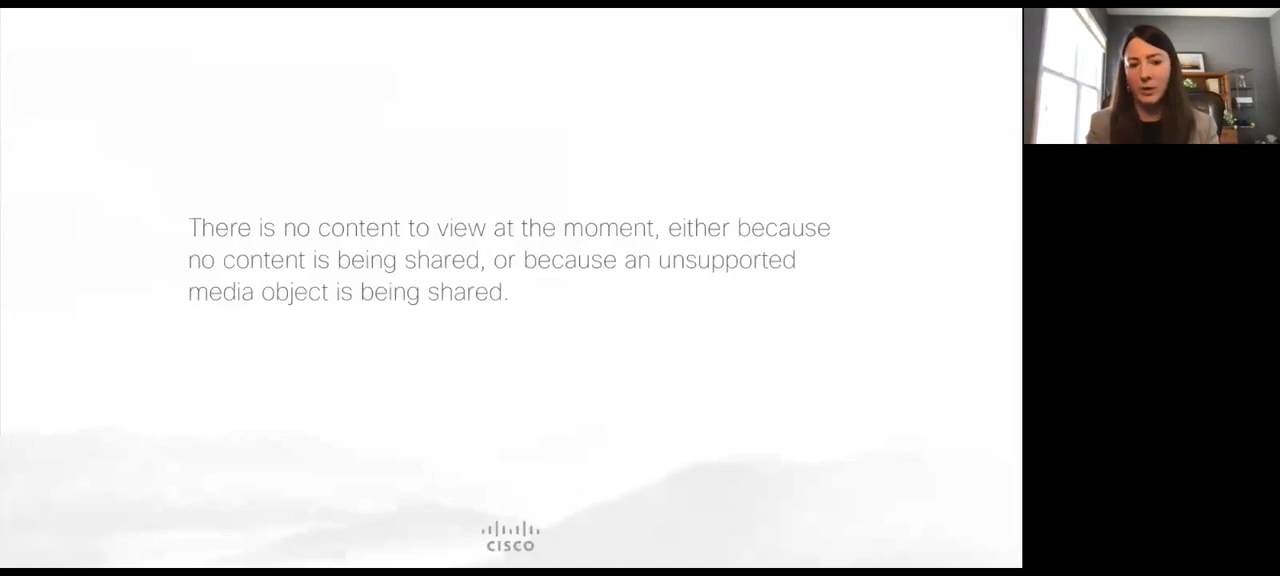 There is no content to view at the moment, either because
no content is being shared, or because an unsupported
media object is being shared.
CISCO